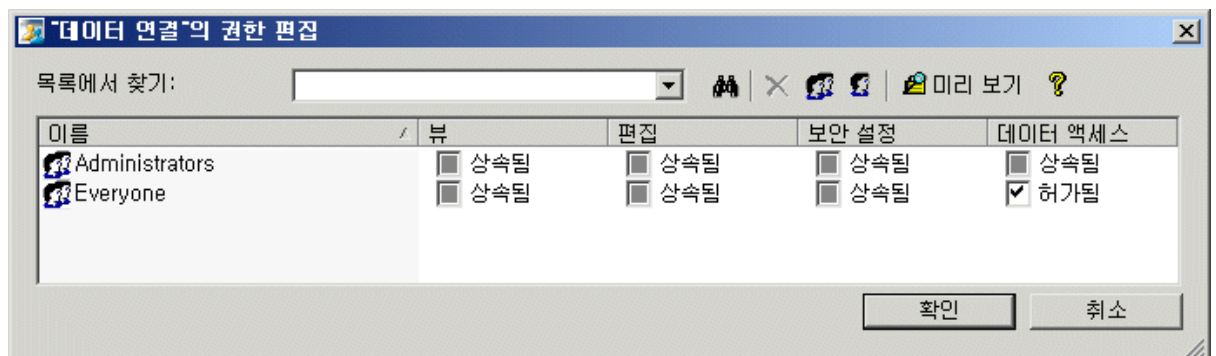 "데이터 연결"의 권한 편집
목록에서 찾기: 미리 보기
이름 뷰 편집 보안 설정 데이터 액세스
Administrators 상속됨 상속됨 상속됨 상속됨
Everyone 상속됨 상속됨 상속됨 허가됨
확인 취소